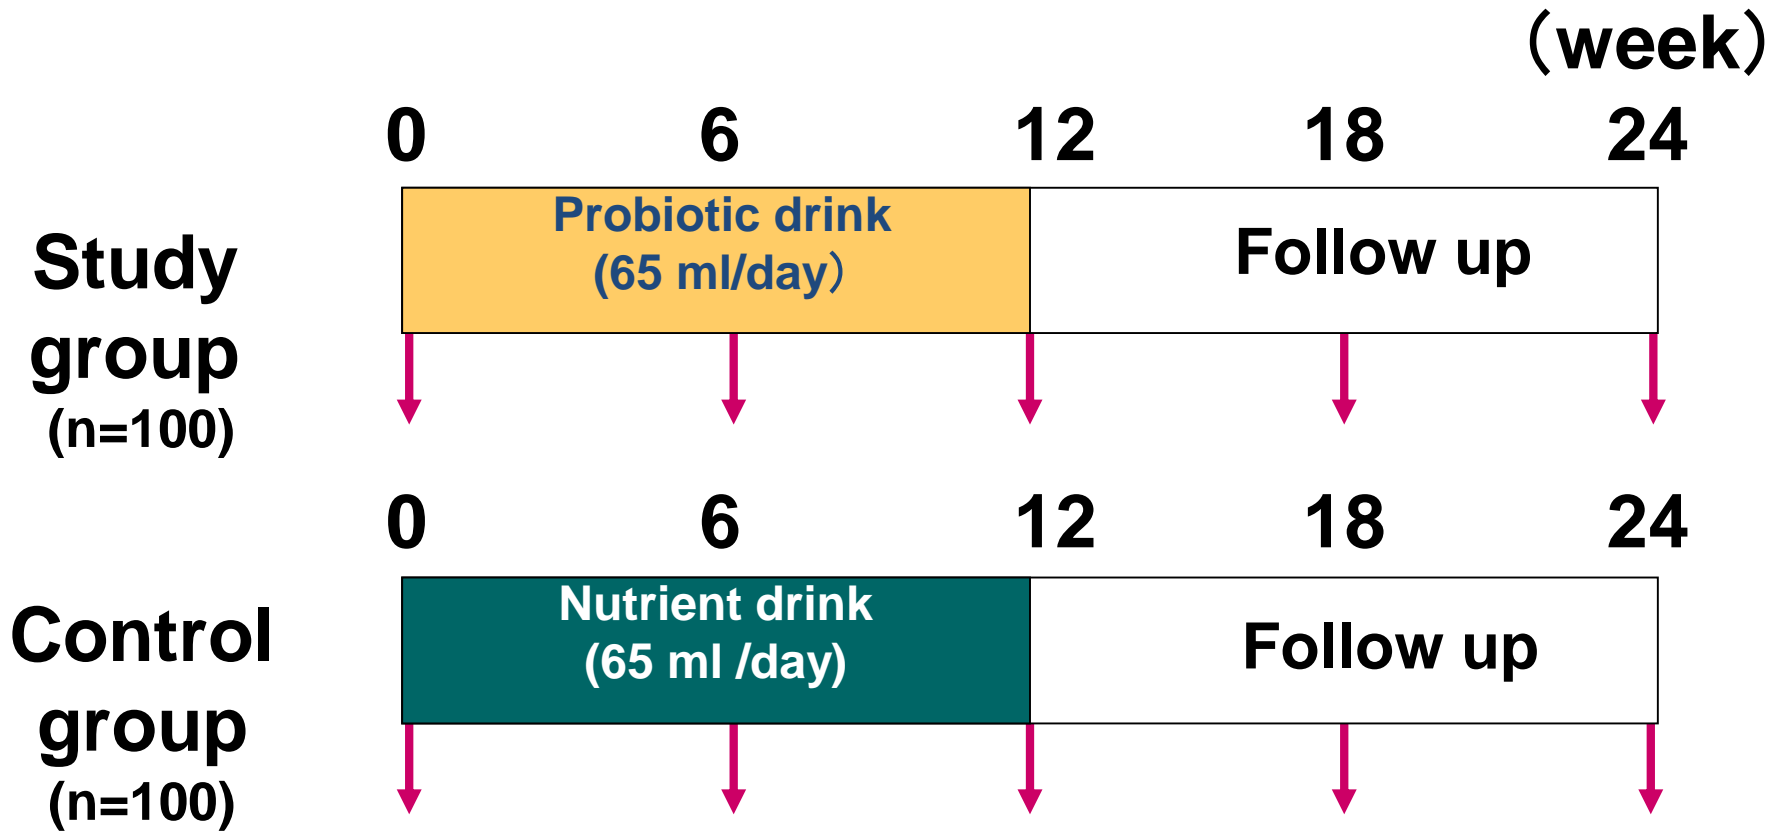 （week）
0 6 12 18 24
Study
group
(n=100)
Probiotic drink
(65 ml/day）
Follow up
0 6 12 18 24
Control
group
(n=100)
Nutrient drink
(65 ml /day)
Follow up